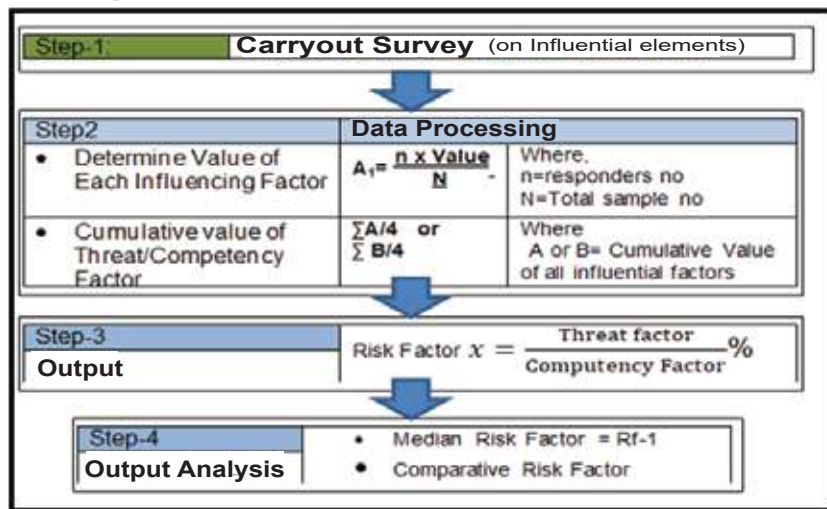 Step-1: Carryout Survey (on Influential elements)
Step2 Data Processing
• Determine Value of Each Influencing Factor
A₁= n x Value / N -
Where,
n=responders no
N=Total sample no
• Cumulative value of Threat/Competency Factor
∑A/4 or
∑ B/4
Where
A or B= Cumulative Value
of all influential factors
Step-3
Output
Risk Factor x = Threat factor / Computency Factor %
Step-4
Output Analysis
• Median Risk Factor = Rf-1
• Comparative Risk Factor